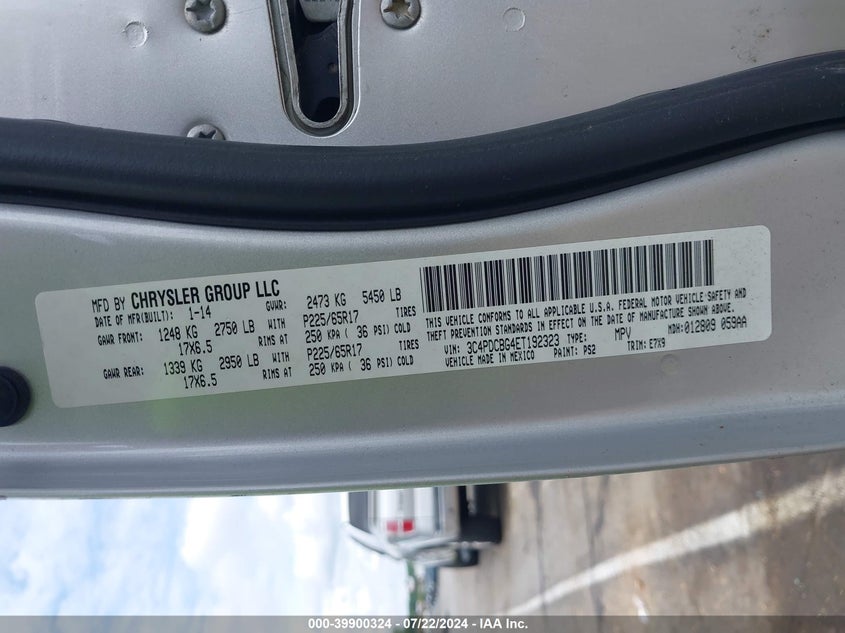 MFD BY CHRYSLER GROUP LLC
DATE OF MFR(BUILT): 1-14 GVWR: 2473 KG 5450 LB
GAWR FRONT: 1248 KG 2750 LB WITH P225/65R17 TIRES
17X6.5 RIMS AT 250 KPA ( 36 PSI) COLD
GAWR REAR: 1339 KG 2950 LB WITH P225/65R17 TIRES
17X6.5 RIMS AT 250 KPA ( 36 PSI) COLD
THIS VEHICLE CONFORMS TO ALL APPLICABLE U.S.A. FEDERAL MOTOR VEHICLE SAFETY AND
THEFT PREVENTION STANDARDS IN EFFECT ON THE DATE OF MANUFACTURE SHOWN ABOVE.
VIN: 3C4PDCBG4ET192323 TYPE: MPV MDH:012809 059AA
VEHICLE MADE IN MEXICO PAINT: PS2 TRIM: E7X9
000-39900324 - 07/22/2024 - IAA Inc.